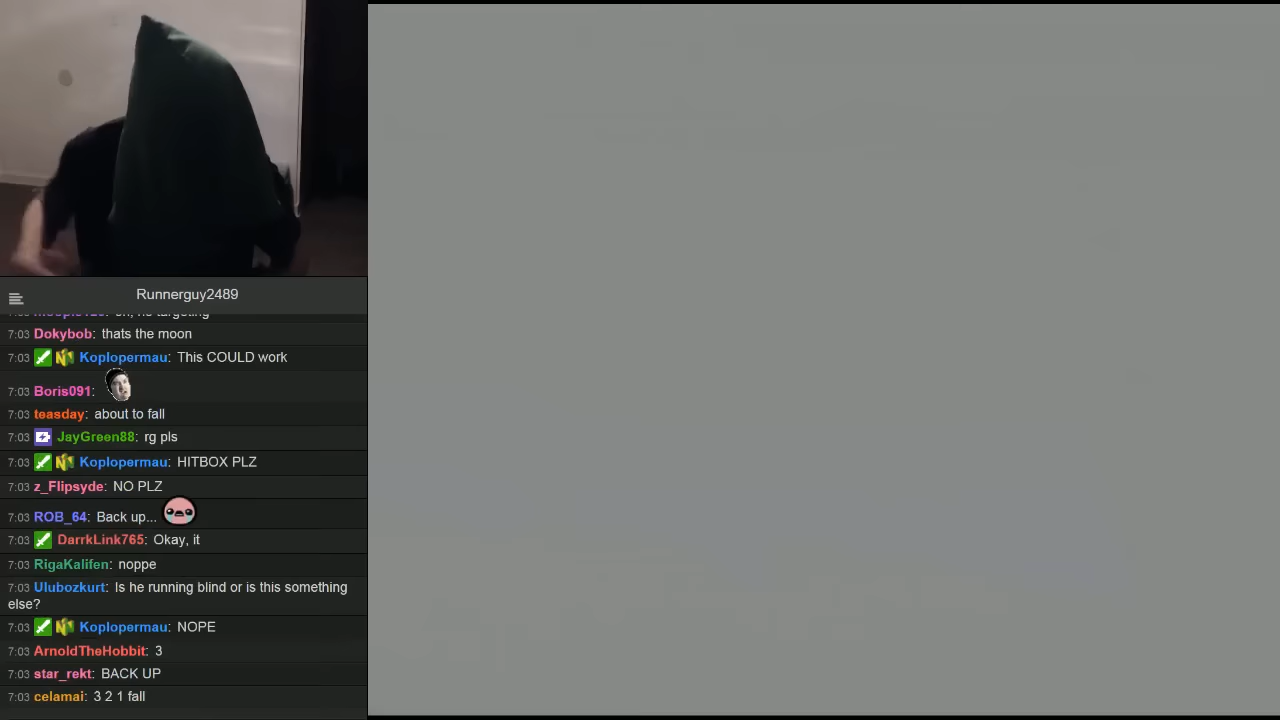 Runnerguy2489
7:03 Dokybob: thats the moon
7:03 Koplopermau: This COULD work
7:03 Boris091:
7:03 teasday: about to fall
7:03 JayGreen88: rg pls
7:03 Koplopermau: HITBOX PLZ
7:03 z_Flipsyde: NO PLZ
7:03 ROB_64: Back up...
7:03 DarrkLink765: Okay, it
7:03 RigaKalifen: noppe
7:03 Ulubozkurt: Is he running blind or is this something
else?
7:03 Koplopermau: NOPE
7:03 ArnoldTheHobbit: 3
7:03 star_rekt: BACK UP
7:03 celamai: 3 2 1 fall